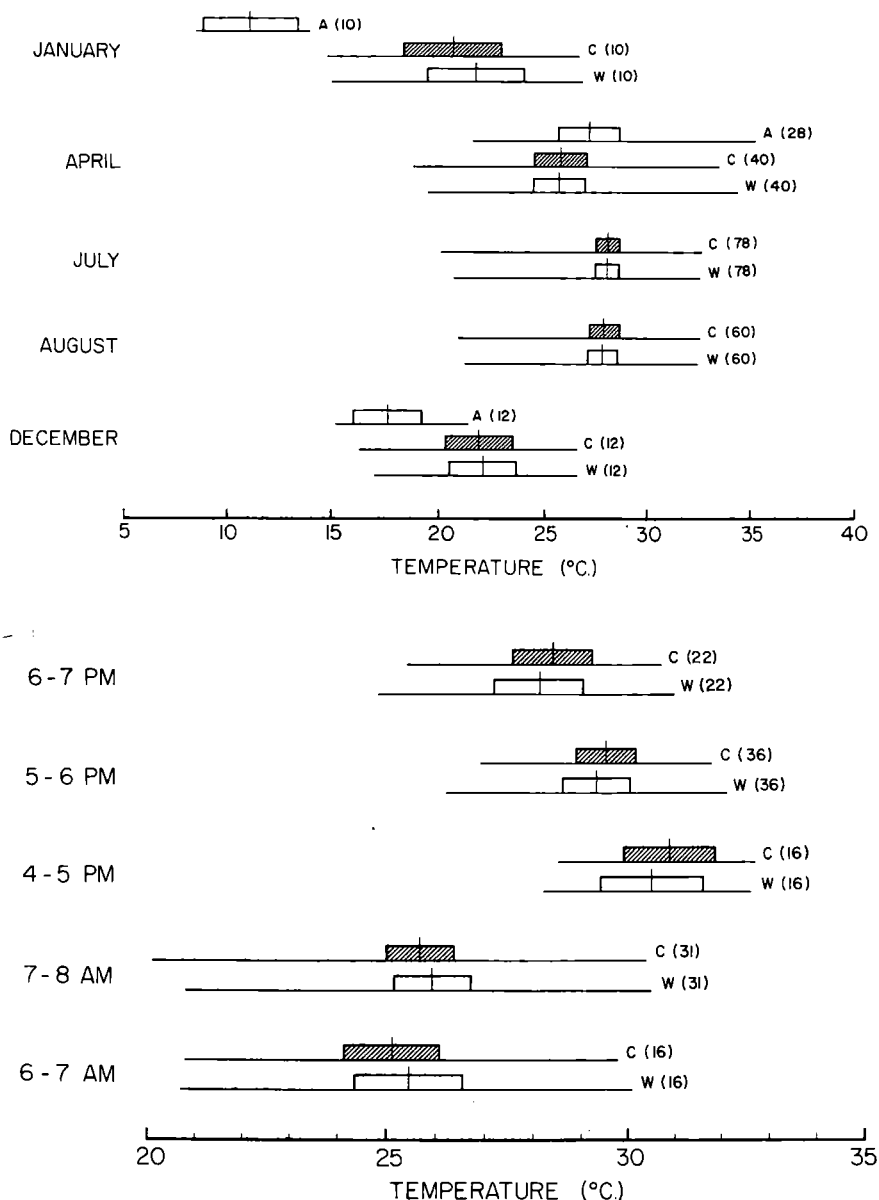 A (10)
JANUARY
C (10)
W (10)
A (28)
APRIL
C (40)
W (40)
C (78)
JULY
W (78)
C (60)
AUGUST
W (60)
A (12)
DECEMBER
C (12)
W (12)
5 10 15 20 25 30 35 40
TEMPERATURE (°C.)
C (22)
6-7 PM
W (22)
C (36)
5-6 PM
W (36)
C (16)
4-5 PM
W (16)
C (31)
7-8 AM
W (31)
C (16)
6-7 AM
W (16)
20 25 30 35
TEMPERATURE (°C.)